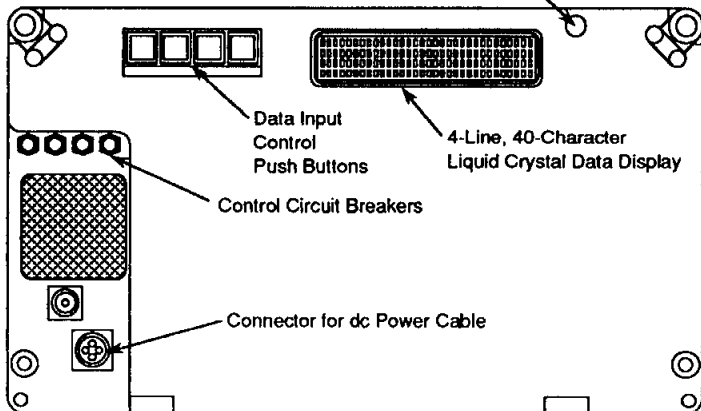 Data Input
Control
Push Buttons
4-Line, 40-Character
Liquid Crystal Data Display
Control Circuit Breakers
Connector for dc Power Cable